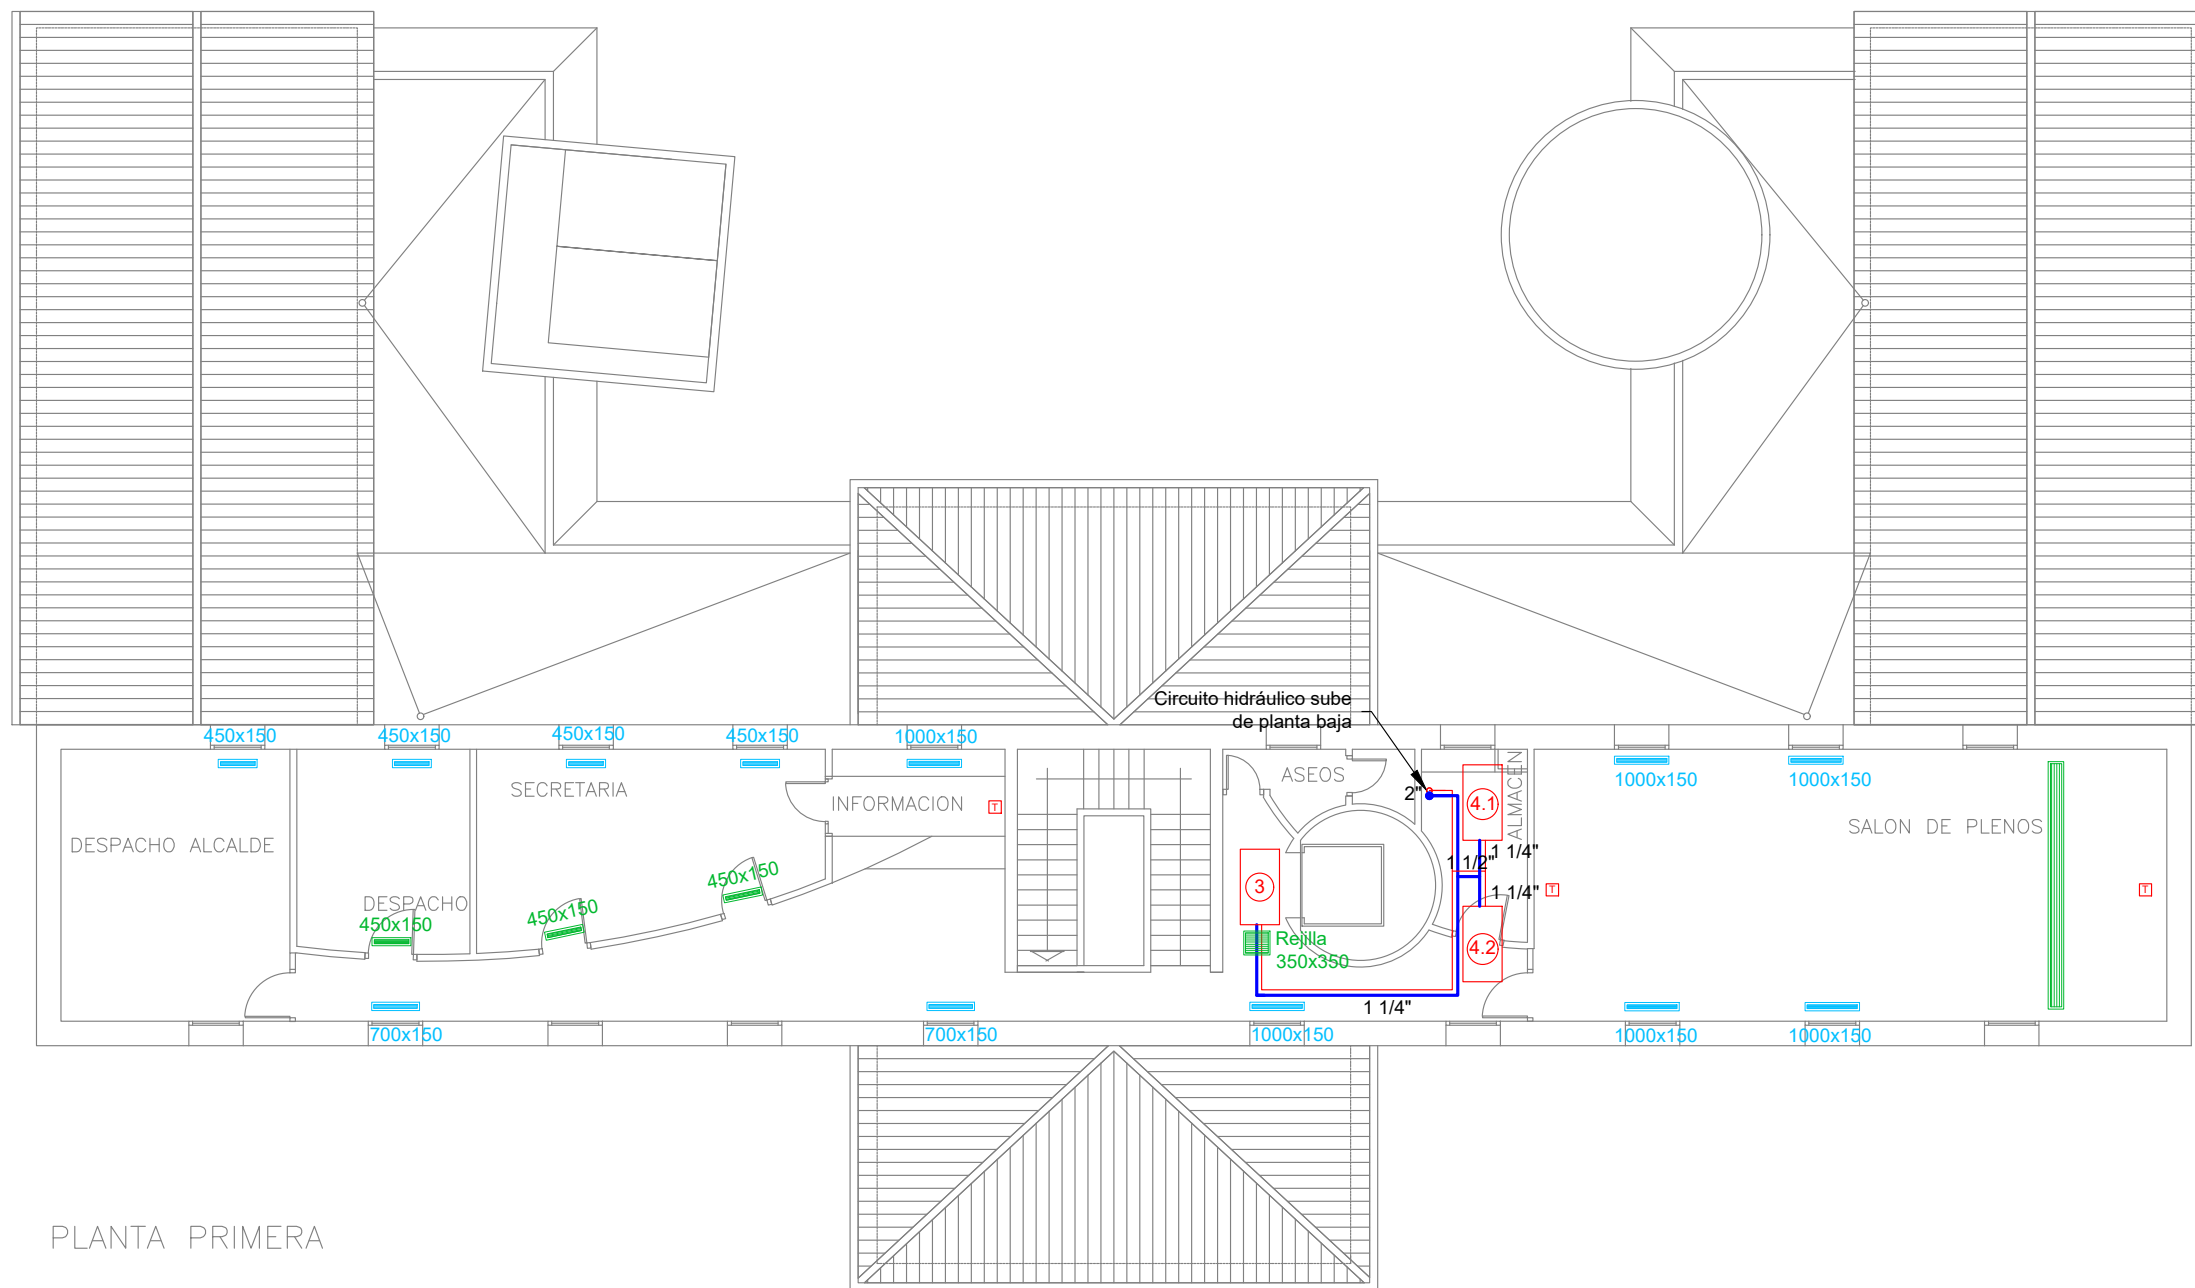 Circuito hidráulico sube
de planta baja
450x150
450x150
450x150
450x150
1000x150
1000x150
1000x150
ASEOS
ALMACEN
2"
4.1
SECRETARIA
INFORMACION
T
SALON DE PLENOS
DESPACHO ALCALDE
1 1/2"
1 1/4"
450x150
3
1 1/4"
T
T
DESPACHO
450x150
450x150
Rejilla
350x350
4.2
1 1/4"
700x150
700x150
1000x150
1000x150
1000x150
PLANTA PRIMERA